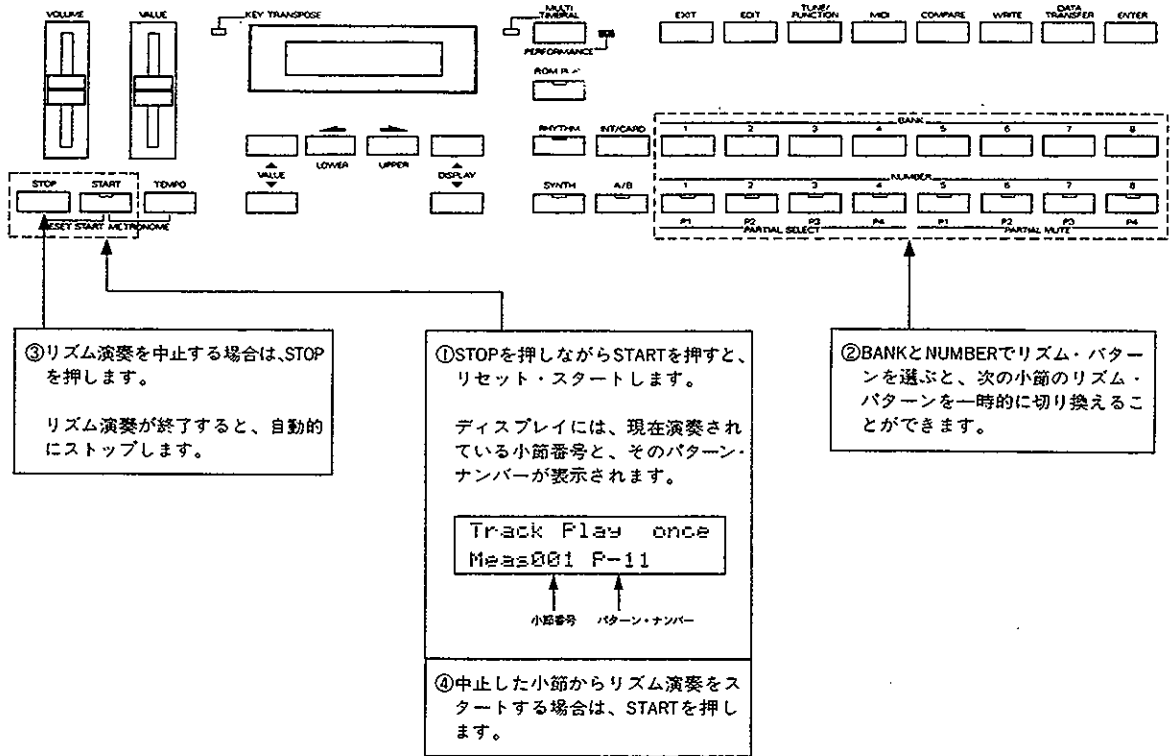 VOLUME VALUE
KEY TRANSPOSE
MULTI TIMBRAL
PERFORMANCE
EXIT EDIT TUNE/FUNCTION MIDI COMPARE WRITE DATA TRANSFER ENTER
RHYTHM INT/CARD
BANK
1 2 3 4 5 6 7 8
LOWER UPPER
VALUE DISPLAY
STOP START TEMPO
SYNTH A/B
NUMBER
1 2 3 4 5 6 7 8
RESET START METRONOME
P1 P2 P3 P4 P1 P2 P3 P4
PARTIAL SELECT PARTIAL MUTE
③リズム演奏を中止する場合は、STOP
を押します。
リズム演奏が終了すると、自動的
にストップします。
①STOPを押しながらSTARTを押すと、
リセット・スタートします。
ディスプレイには、現在演奏され
ている小節番号と、そのパターン・
ナンバーが表示されます。
Track Play once
Meas001 P-11
小節番号 パターン・ナンバー
④中止した小節からリズム演奏をス
タートする場合は、STARTを押し
ます。
②BANKとNUMBERでリズム・パター
ンを選ぶと、次の小節のリズム・
パターンを一時的に切り換えるこ
とができます。